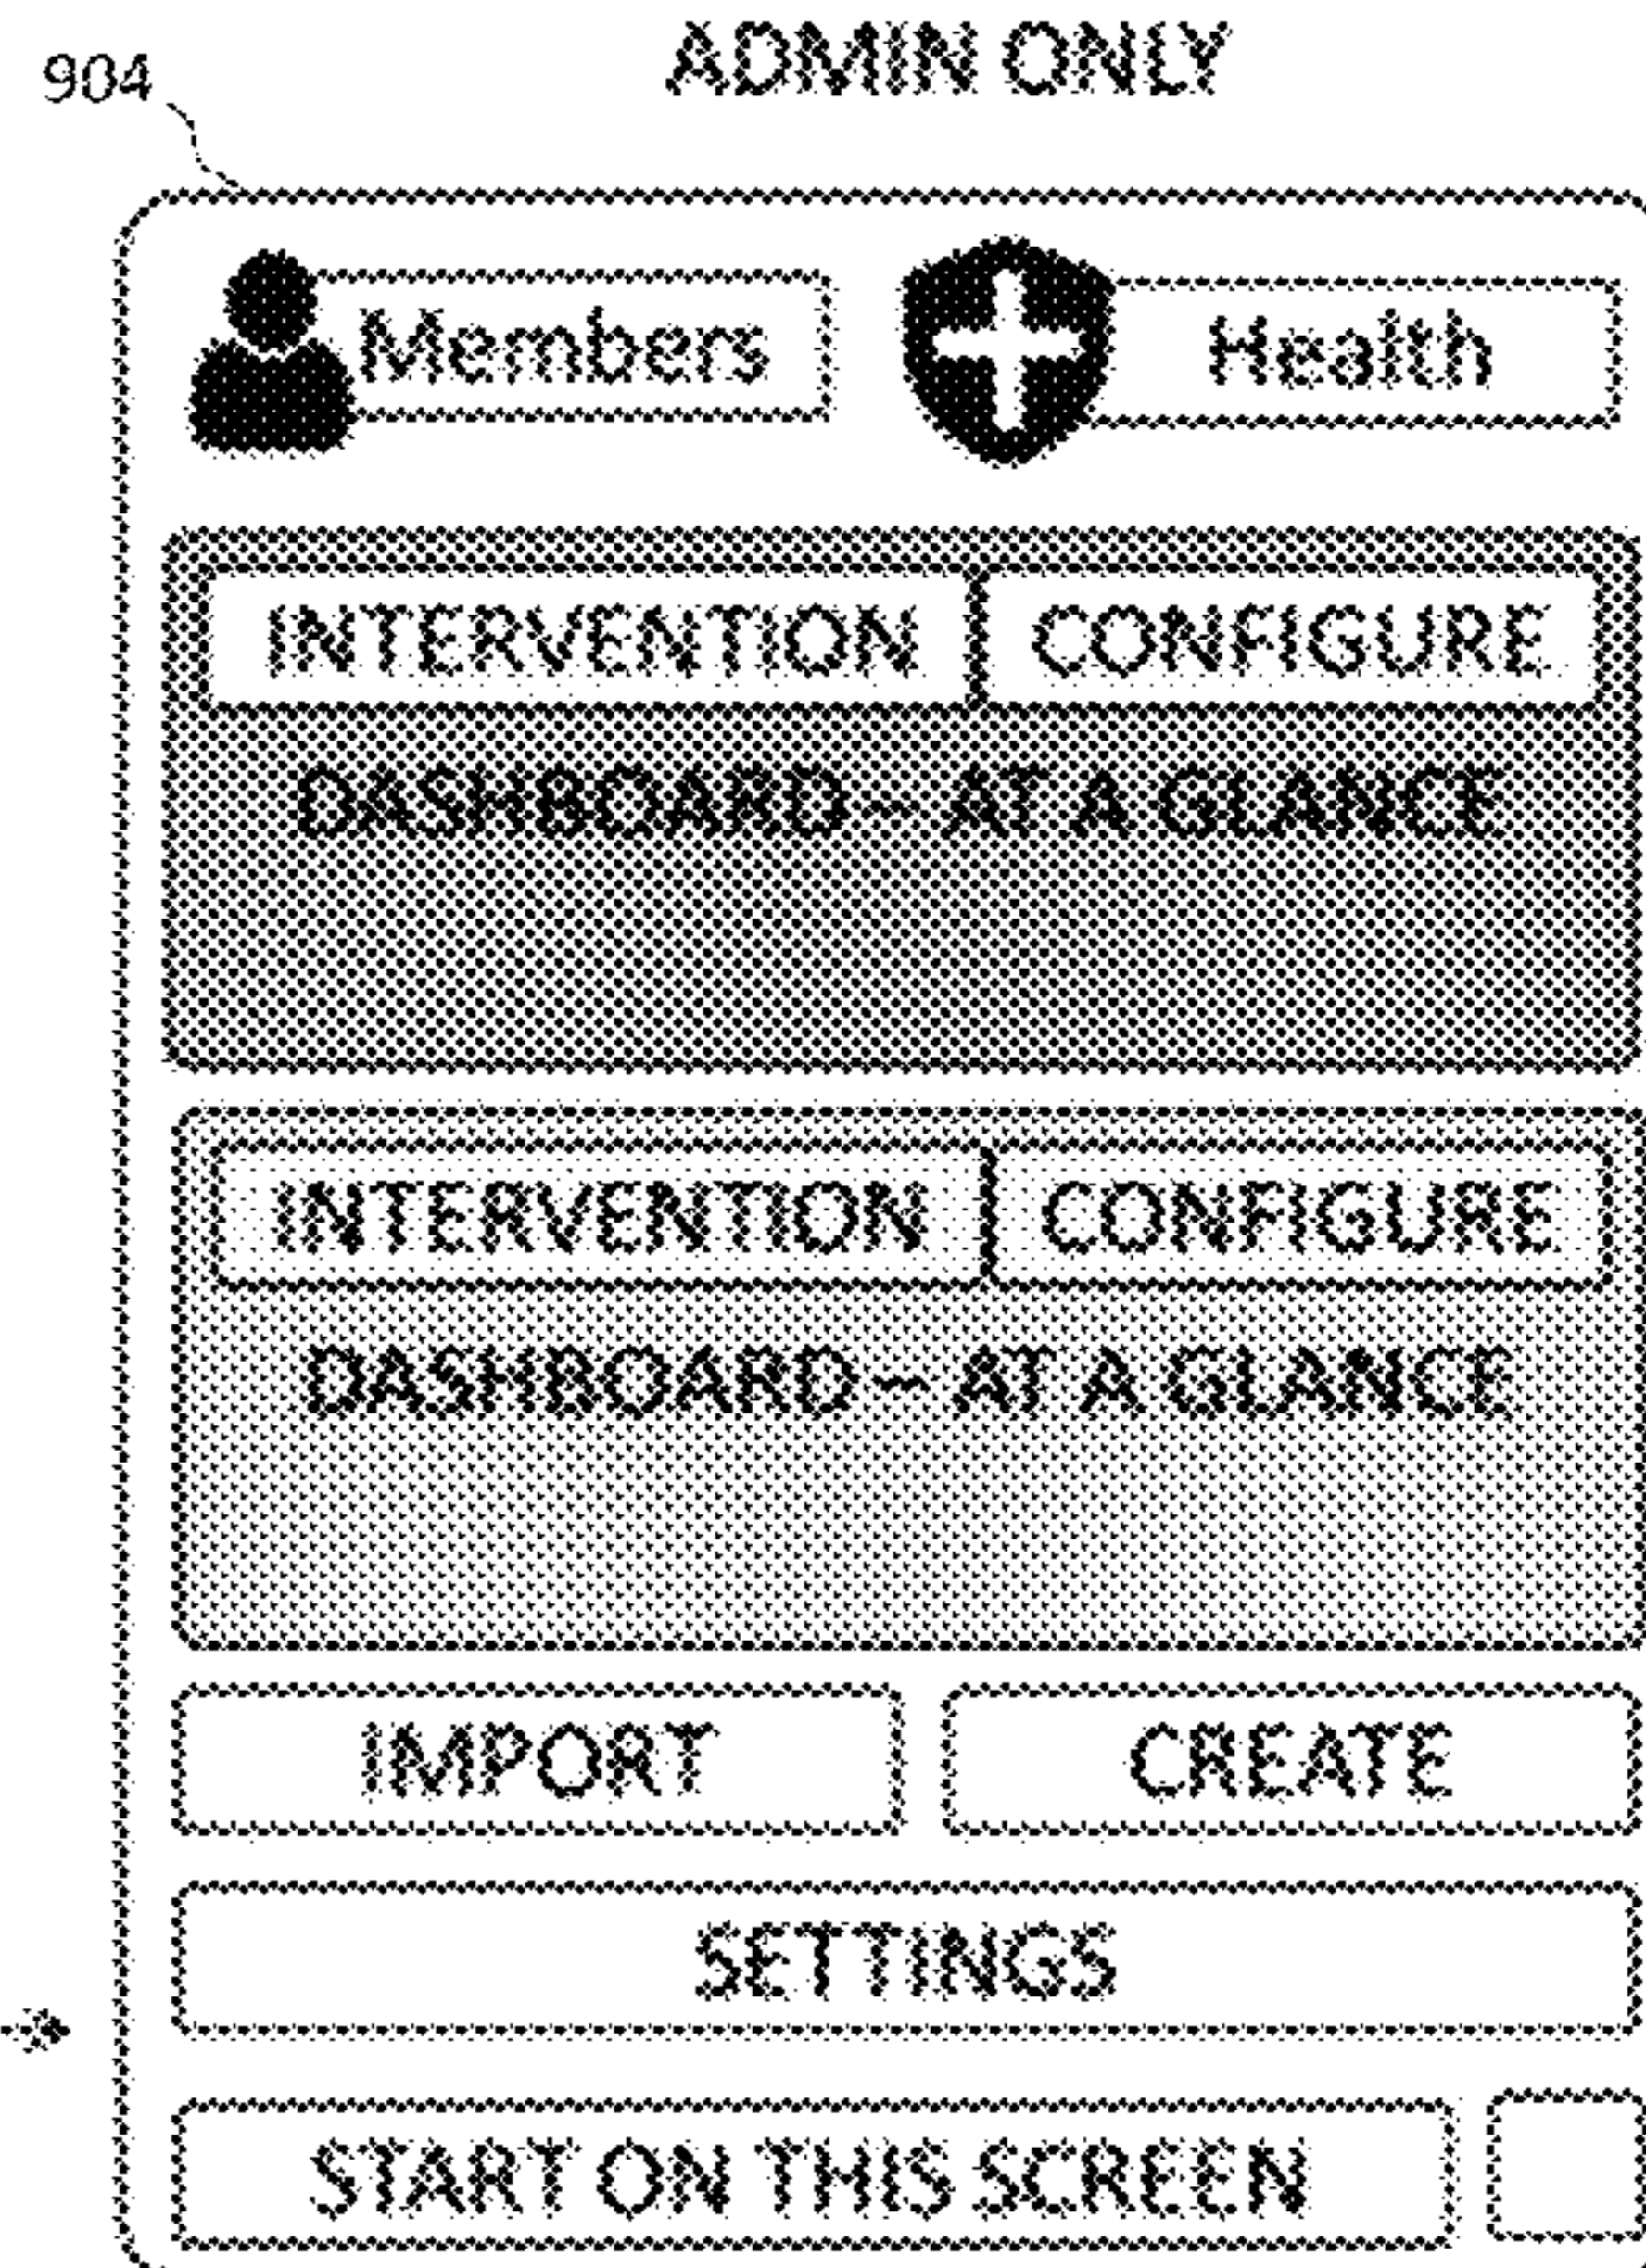 904
ADMIN ONLY
Members
Health
INTERVENTION
CONFIGURE
DASHBOARD – AT A GLANCE
INTERVENTION
CONFIGURE
DASHBOARD – AT A GLANCE
IMPORT
CREATE
SETTINGS
START ON THIS SCREEN